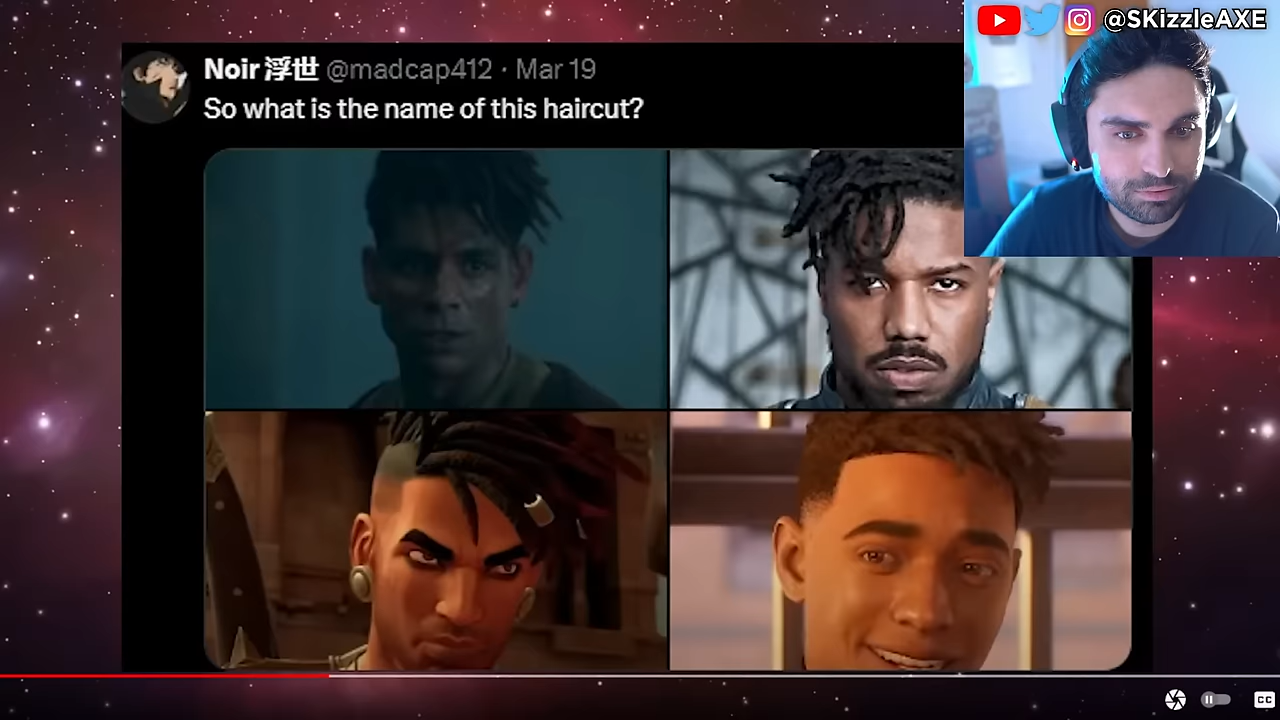 @SKizzleAXE
Noir 浮世 @madcap412 · Mar 19
So what is the name of this haircut?
CC